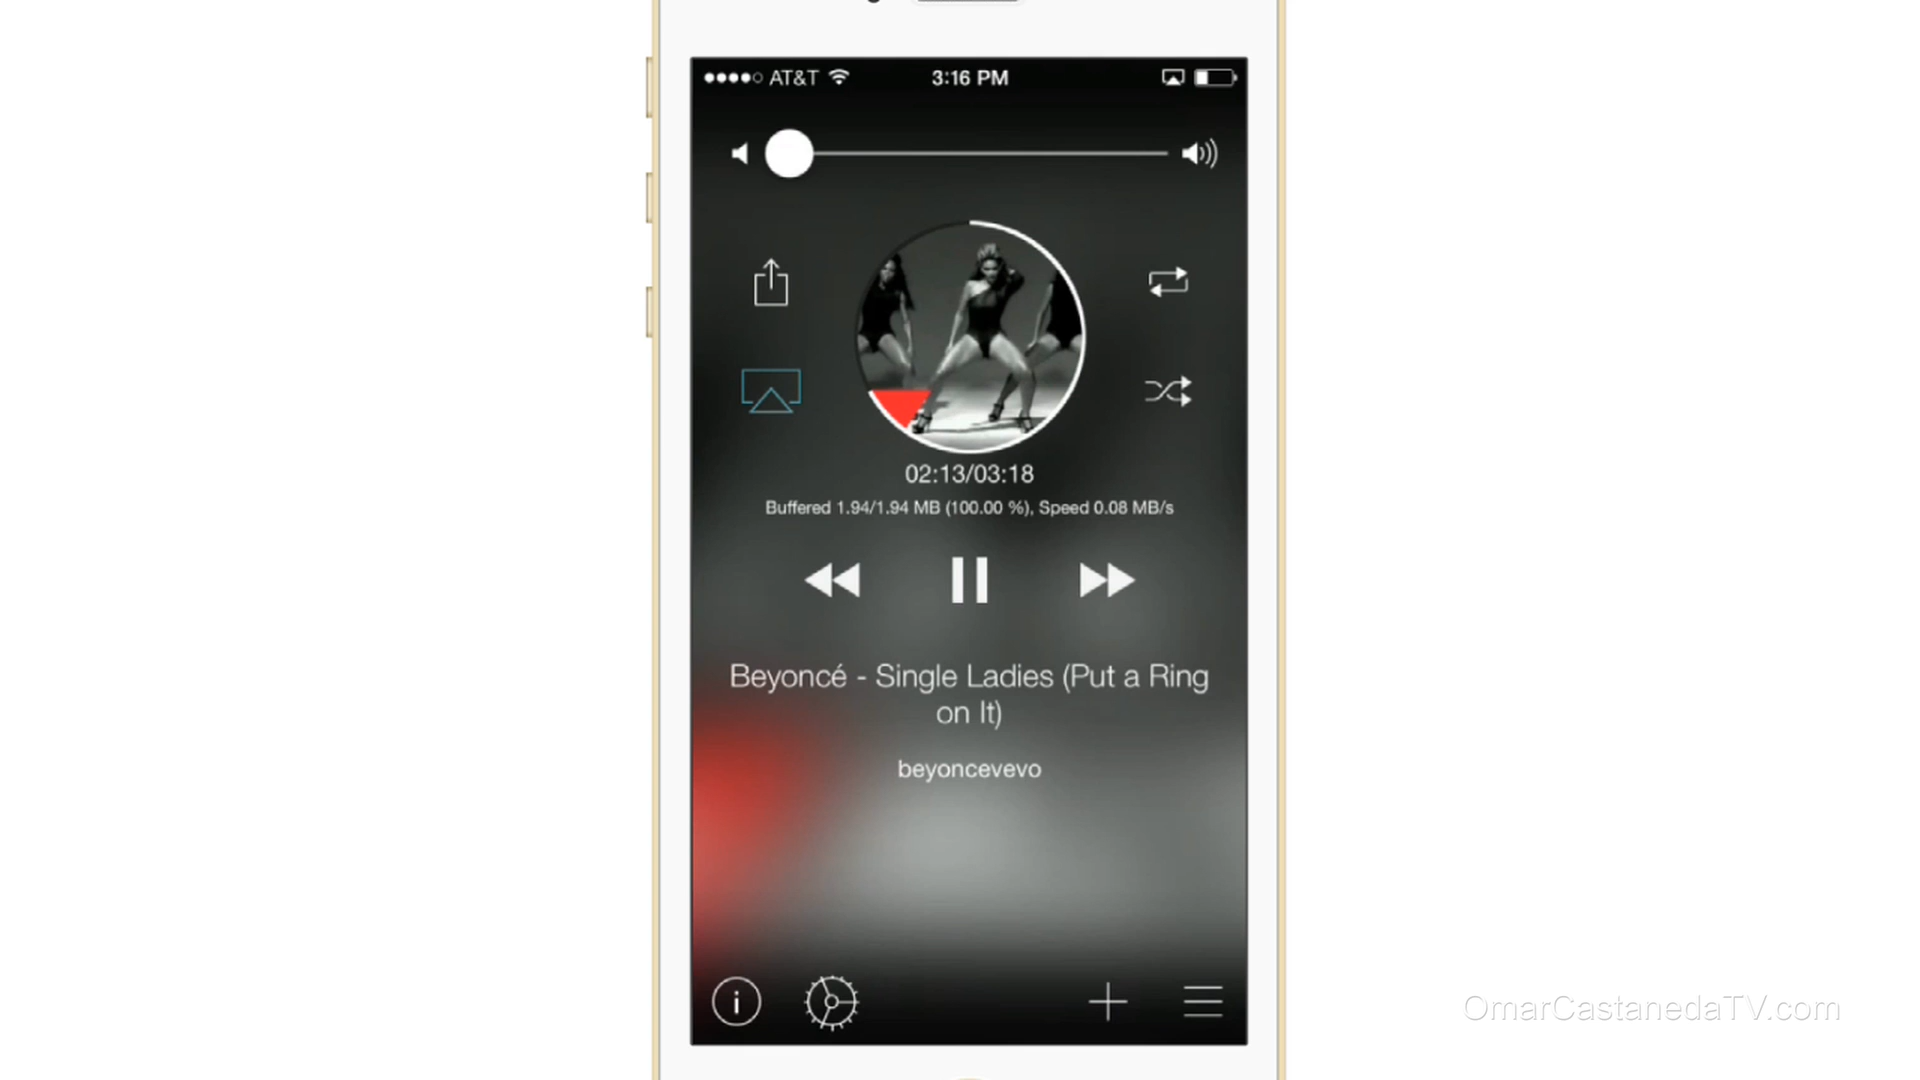 AT&T 3:16 PM
02:13/03:18
Buffered 1.94/1.94 MB (100.00 %), Speed 0.08 MB/s
Beyoncé - Single Ladies (Put a Ring
on It)
beyoncevevo
OmarCastanedaTV.com